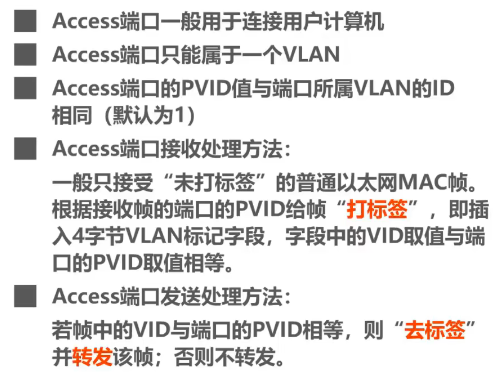 Access端口一般用于连接用户计算机
Access端口只能属于一个VLAN
Access端口的PVID值与端口所属VLAN的ID
相同（默认为1）
Access端口接收处理方法：
一般只接受“未打标签”的普通以太网MAC帧。
根据接收帧的端口的PVID给帧“打标签”，即插
入4字节VLAN标记字段，字段中的VID取值与端
口的PVID取值相等。
Access端口发送处理方法：
若帧中的VID与端口的PVID相等，则“去标签”
并转发该帧；否则不转发。